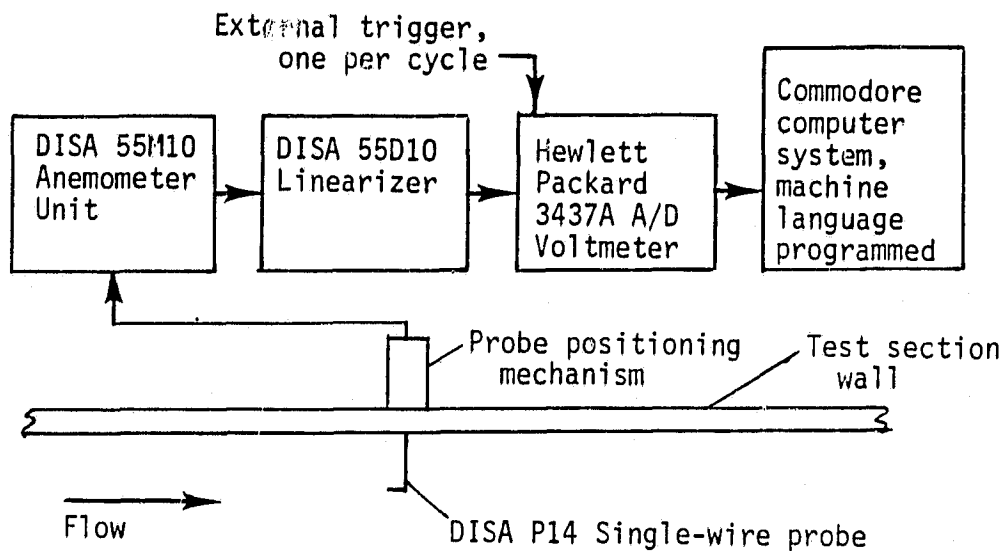 External trigger,
one per cycle
DISA 55M10
Anemometer
Unit
DISA 55D10
Linearizer
Hewlett
Packard
3437A A/D
Voltmeter
Commodore
computer
system,
machine
language
programmed
Probe positioning
mechanism
Test section
wall
Flow
DISA P14 Single-wire probe